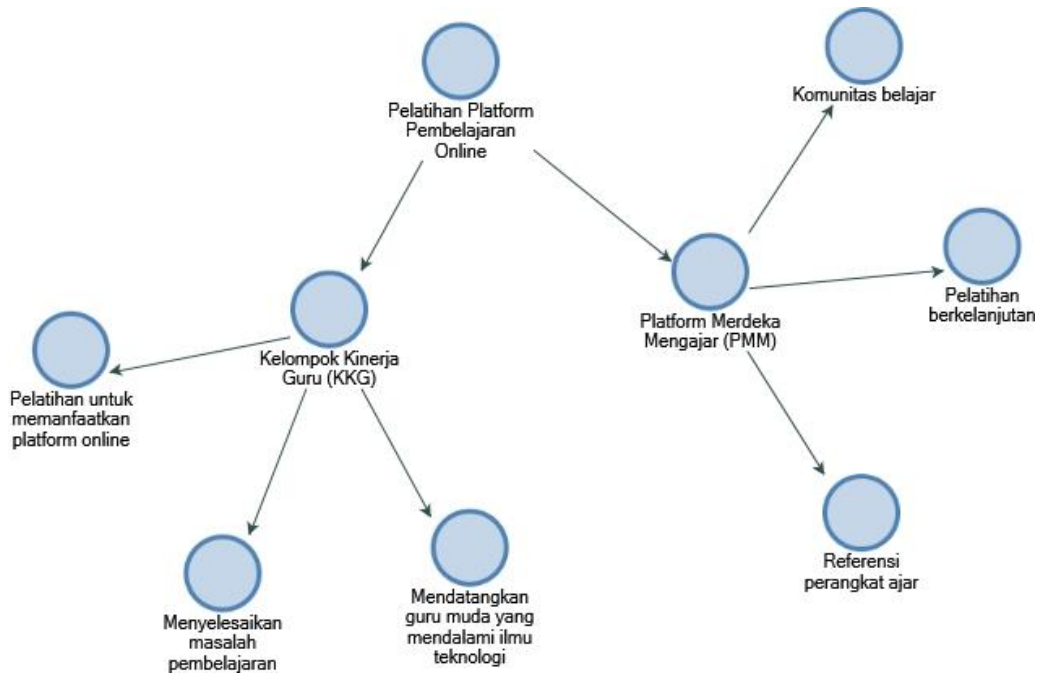 Pelatihan Platform
Pembelajaran
Online
Komunitas belajar
Pelatihan
berkelanjutan
Platform Merdeka
Mengajar (PMM)
Kelompok Kinerja
Guru (KKG)
Pelatihan untuk
memanfaatkan
platform online
Referensi
perangkat ajar
Menyelesaikan
masalah
pembelajaran
Mendatangkan
guru muda yang
mendalami ilmu
teknologi